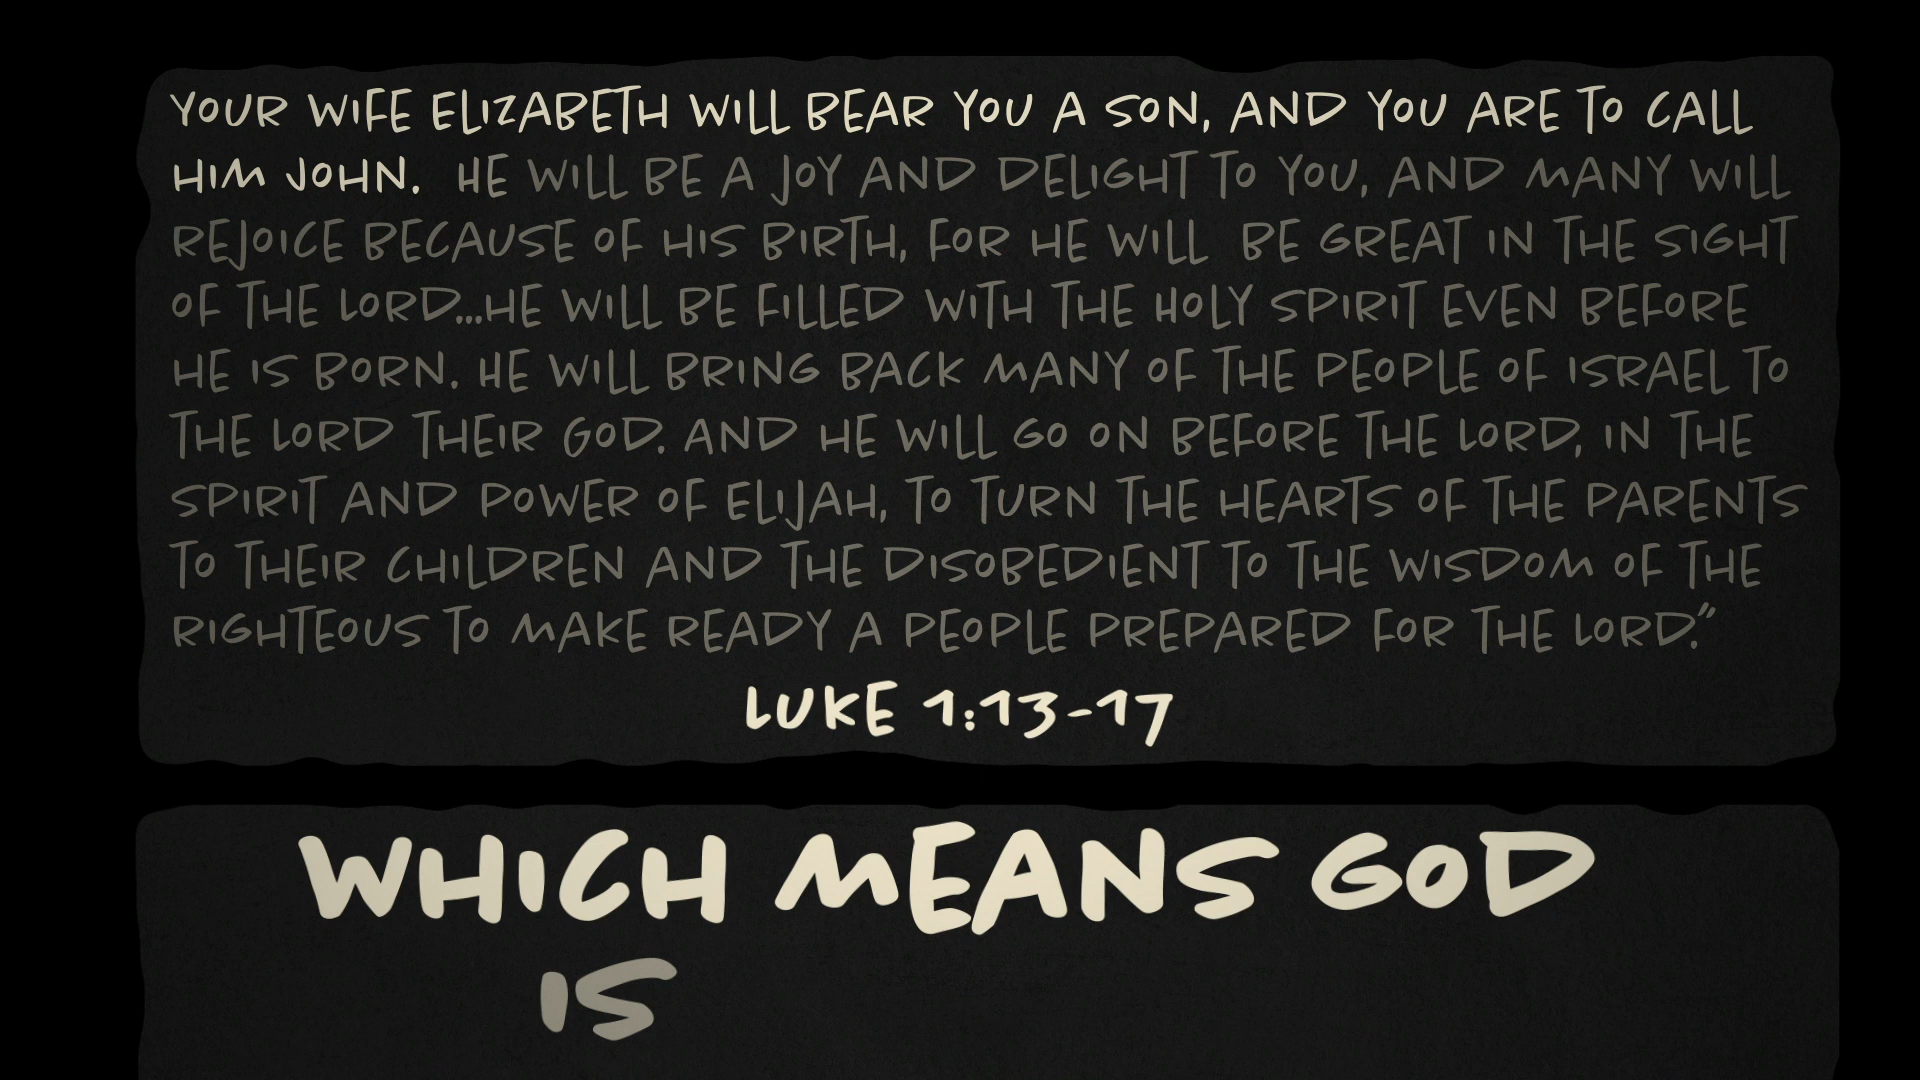 YOUR WIFE ELIZABETH WILL BEAR YOU A SON, AND YOU ARE TO CALL
HIM JOHN. HE WILL BE A JOY AND DELIGHT TO YOU, AND MANY WILL
REJOICE BECAUSE OF HIS BIRTH, FOR HE WILL BE GREAT IN THE SIGHT
OF THE LORD...HE WILL BE FILLED WITH THE HOLY SPIRIT EVEN BEFORE
HE IS BORN. HE WILL BRING BACK MANY OF THE PEOPLE OF ISRAEL TO
THE LORD THEIR GOD. AND HE WILL GO ON BEFORE THE LORD, IN THE
SPIRIT AND POWER OF ELIJAH, TO TURN THE HEARTS OF THE PARENTS
TO THEIR CHILDREN AND THE DISOBEDIENT TO THE WISDOM OF THE
RIGHTEOUS TO MAKE READY A PEOPLE PREPARED FOR THE LORD.”
LUKE 1:13-17
WHICH MEANS GOD
IS